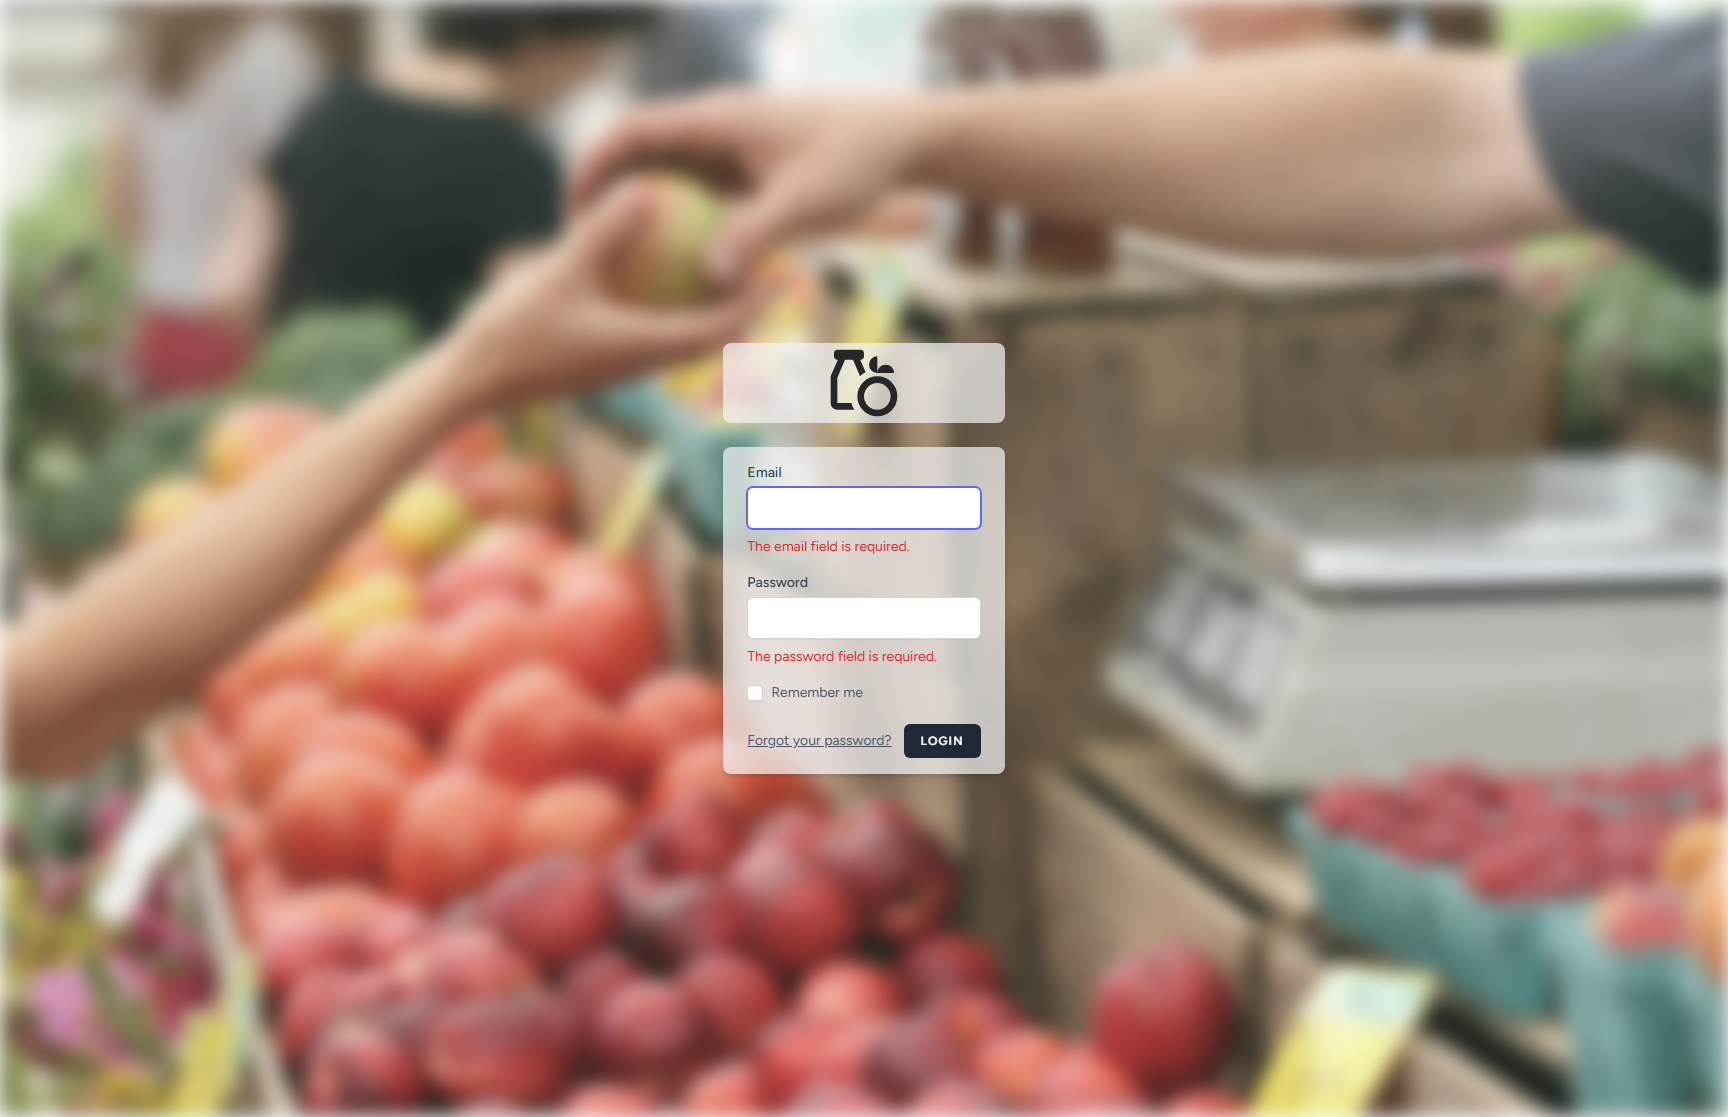 Email
The email field is required.
Password
The password field is required.
Remember me
Forgot your password? LOGIN